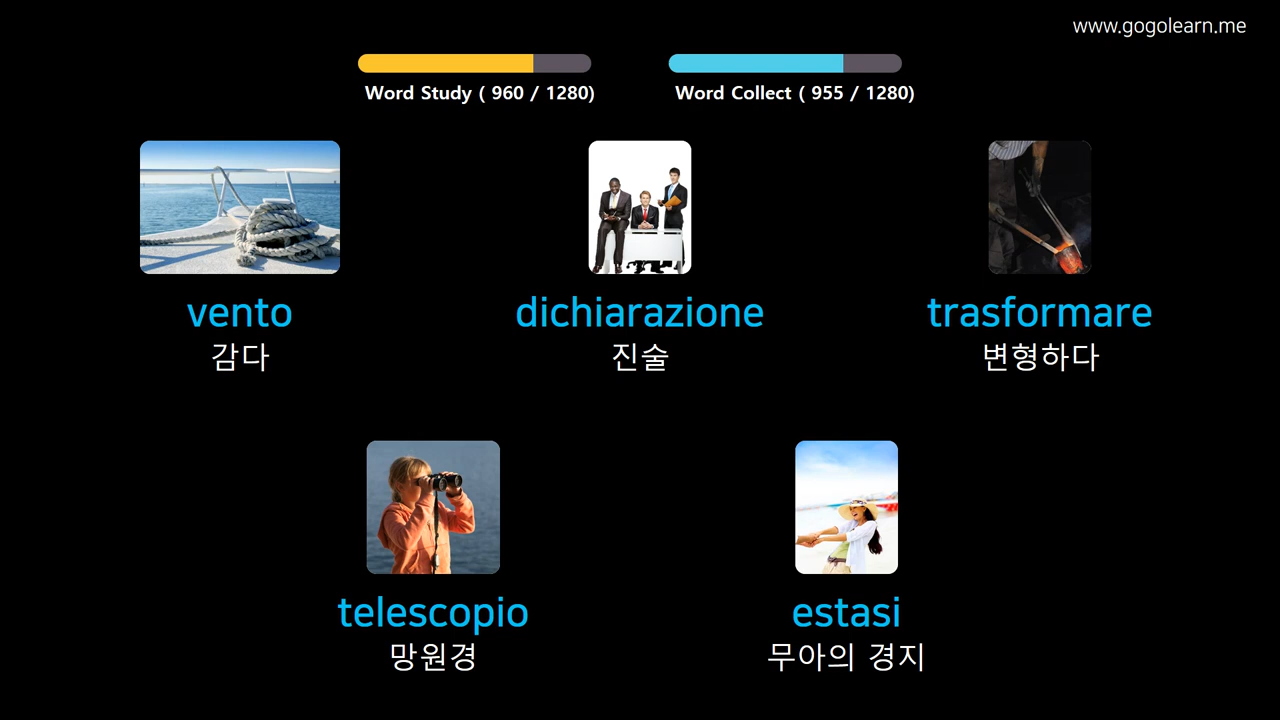 www.gogolearn.me
Word Study ( 960 / 1280)
Word Collect ( 955 / 1280)
vento
dichiarazione
trasformare
감다
진술
변형하다
telescopio
estasi
망원경
무아의 경지